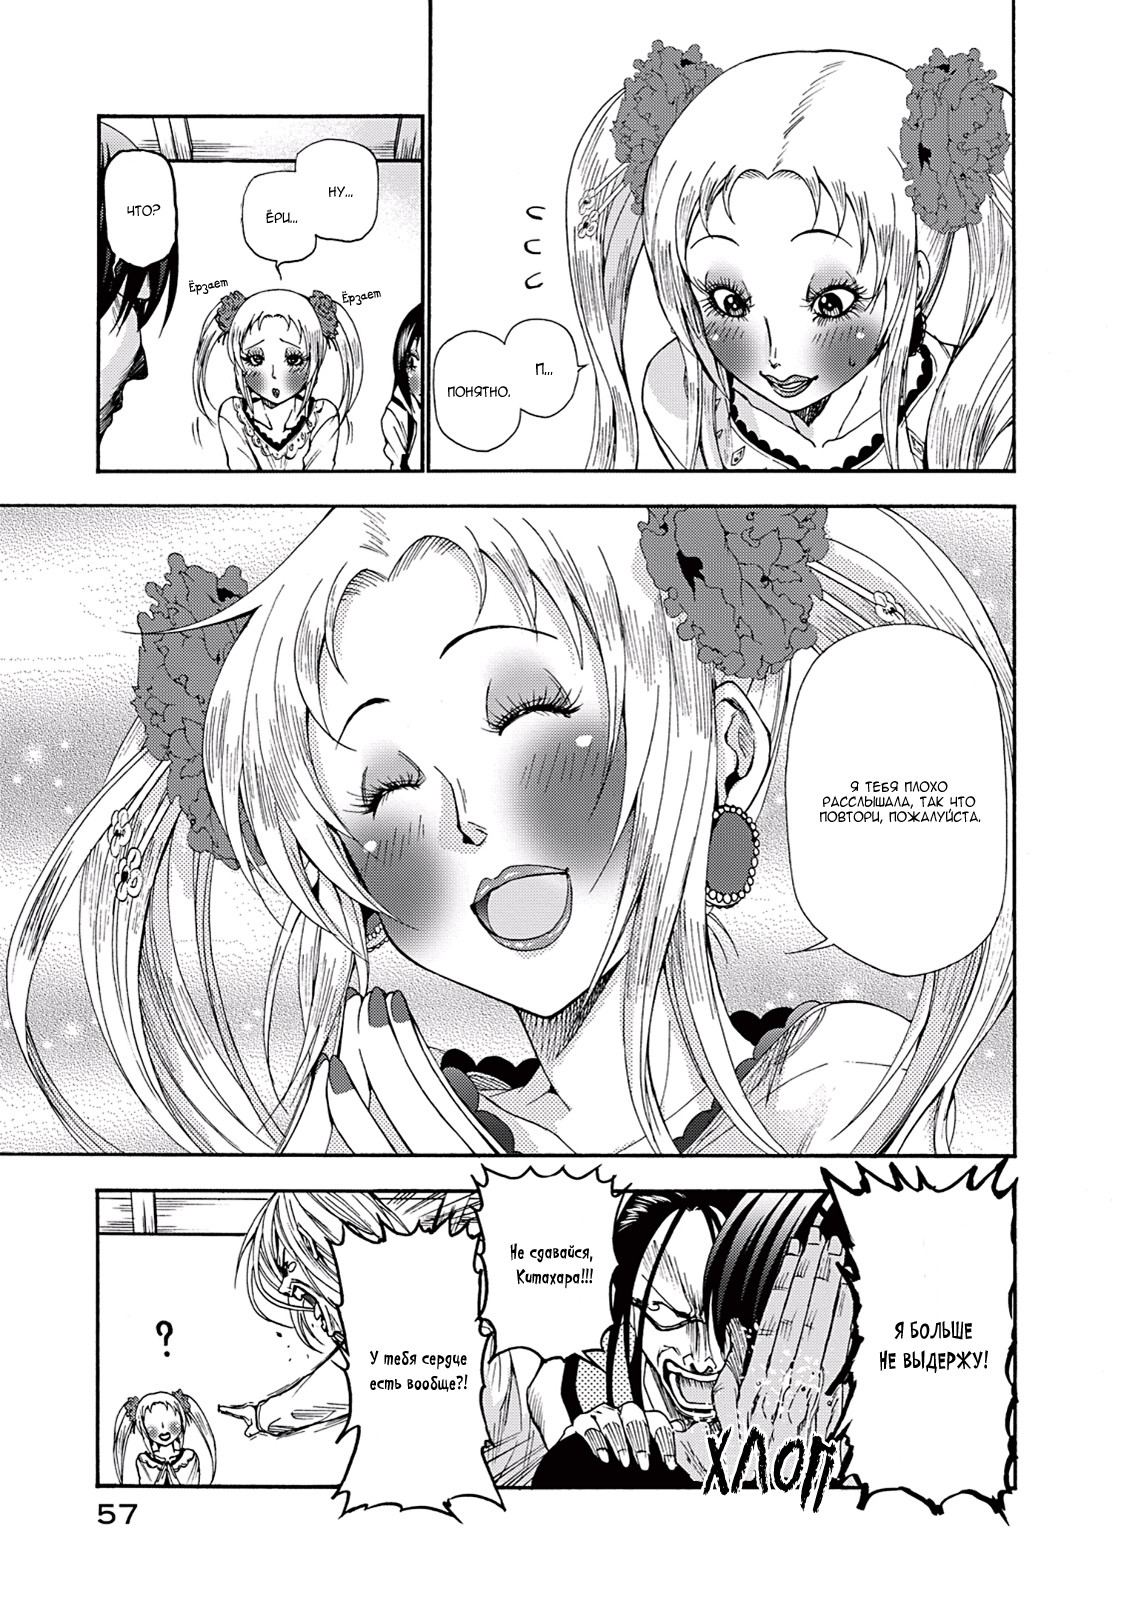 П...
ПОНЯТНО.
НУ...
ЁРИ...
ЧТО?
Ёрзает
Ёрзает
Я ТЕБЯ ПЛОХО
РАССЛЫШАЛА, ТАК ЧТО
ПОВТОРИ, ПОЖАЛУЙСТА.
Я БОЛЬШЕ
НЕ ВЫДЕРЖУ!
ХЛОП
Не сдавайся,
Китахара!!!
У тебя сердце
есть вообще?!
?
57